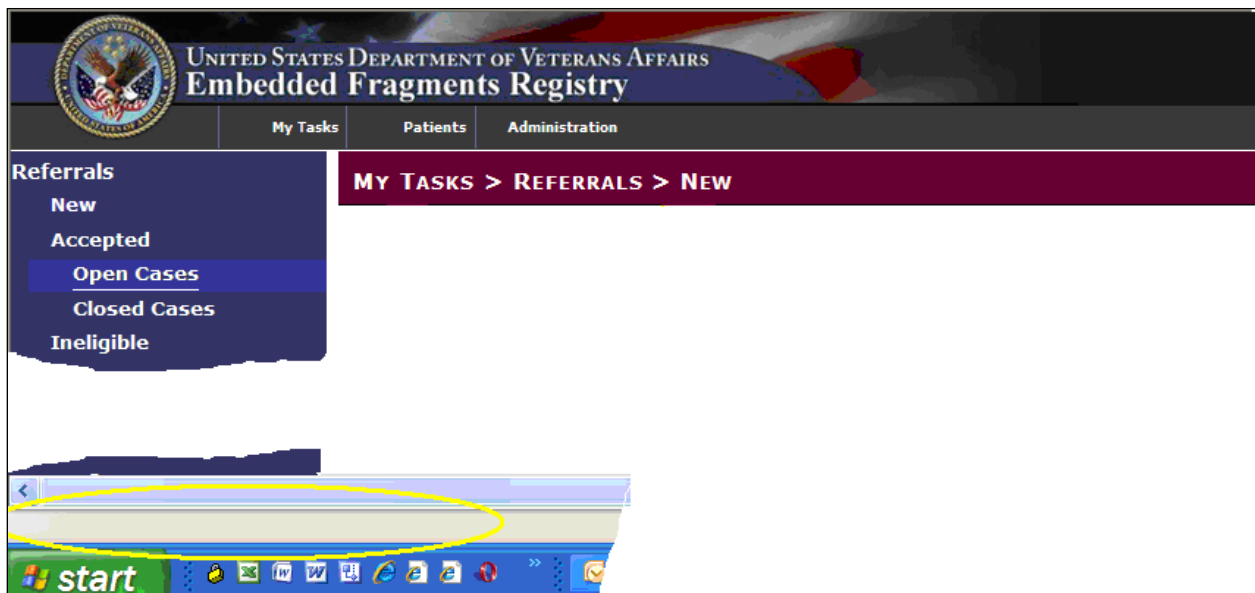 UNITED STATES DEPARTMENT OF VETERANS AFFAIRS
Embedded Fragments Registry
My Tasks Patients Administration
Referrals
New
Accepted
Open Cases
Closed Cases
Ineligible
MY TASKS > REFERRALS > NEW
start